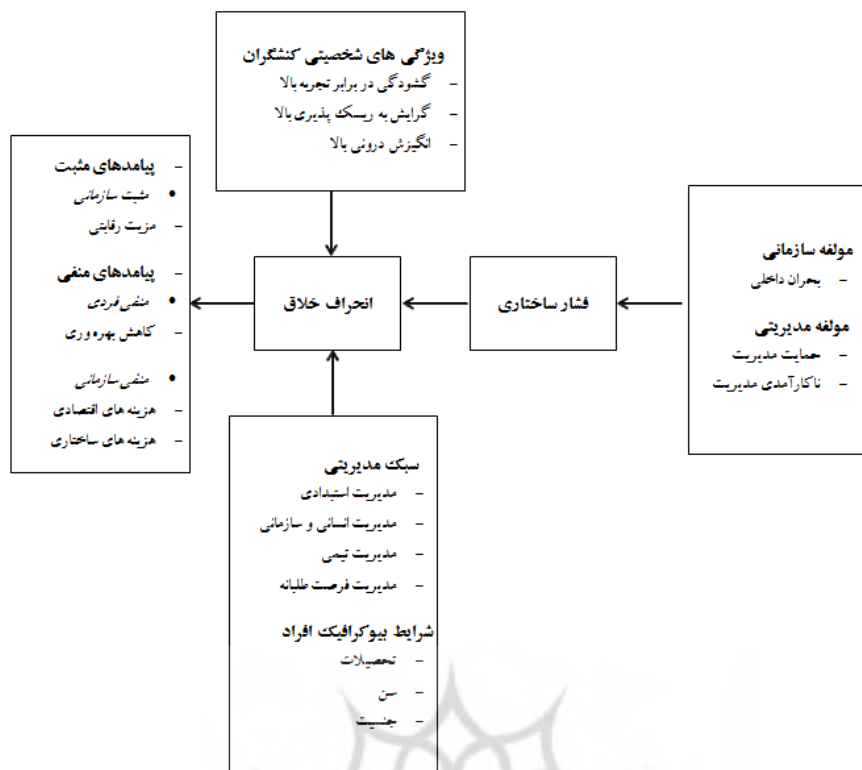 ویژگی های شخصیتی کنشگران
- گشودگی در برابر تجربه بالا
- گرایش به ریسک پذیری بالا
- انگیزش درونی بالا
مولفه سازمانی
- بحران داخلی
مولفه مدیریتی
- حمایت مدیریت
- ناکارآمدی مدیریت
فشار ساختاری
انحراف خلاق
- پیامدهای مثبت
• مثبت سازمانی
- مزیت رقابتی
- پیامدهای منفی
• منفی فردی
- کاهش بهره وری
• منفی سازمانی
- هزینه های اقتصادی
- هزینه های ساختاری
سبک مدیریتی
- مدیریت استبدادی
- مدیریت انسانی و سازمانی
- مدیریت تیمی
- مدیریت فرصت طلبانه
شرایط بیوکرافیک افراد
- تحصیلات
- سن
- جنسیت